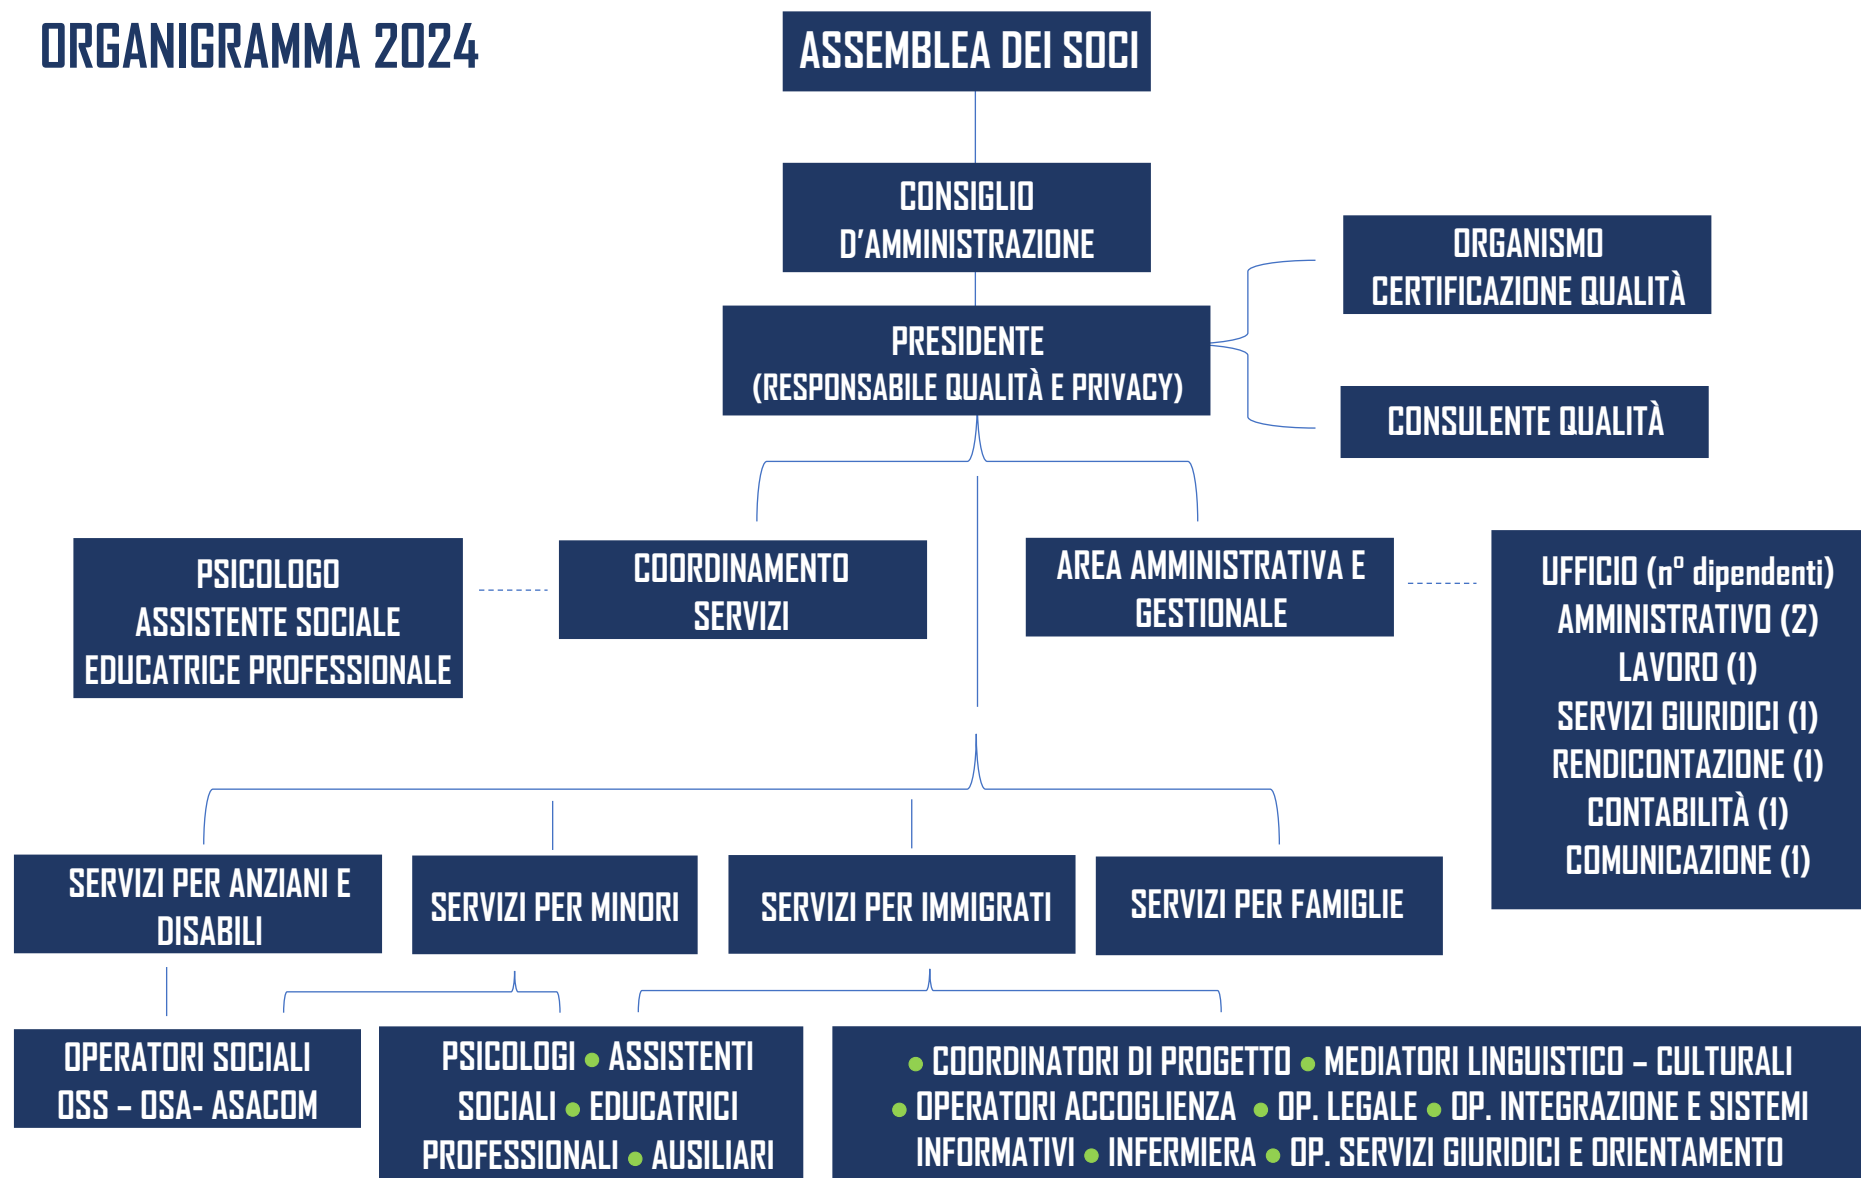 ORGANIGRAMMA 2024
ASSEMBLEA DEI SOCI
CONSIGLIO
D'AMMINISTRAZIONE
ORGANISMO
CERTIFICAZIONE QUALITÀ
PRESIDENTE
(RESPONSABILE QUALITÀ E PRIVACY)
CONSULENTE QUALITÀ
PSICOLOGO
ASSISTENTE SOCIALE
EDUCATRICE PROFESSIONALE
COORDINAMENTO
SERVIZI
AREA AMMINISTRATIVA E
GESTIONALE
UFFICIO (n° dipendenti)
AMMINISTRATIVO (2)
LAVORO (1)
SERVIZI GIURIDICI (1)
RENDICONTAZIONE (1)
CONTABILITÀ (1)
COMUNICAZIONE (1)
SERVIZI PER ANZIANI E
DISABILI
SERVIZI PER MINORI
SERVIZI PER IMMIGRATI
SERVIZI PER FAMIGLIE
OPERATORI SOCIALI
OSS – OSA- ASACOM
PSICOLOGI ● ASSISTENTI
SOCIALI ● EDUCATRICI
PROFESSIONALI ● AUSILIARI
● COORDINATORI DI PROGETTO ● MEDIATORI LINGUISTICO – CULTURALI
● OPERATORI ACCOGLIENZA ● OP. LEGALE ● OP. INTEGRAZIONE E SISTEMI
INFORMATIVI ● INFERMIERA ● OP. SERVIZI GIURIDICI E ORIENTAMENTO